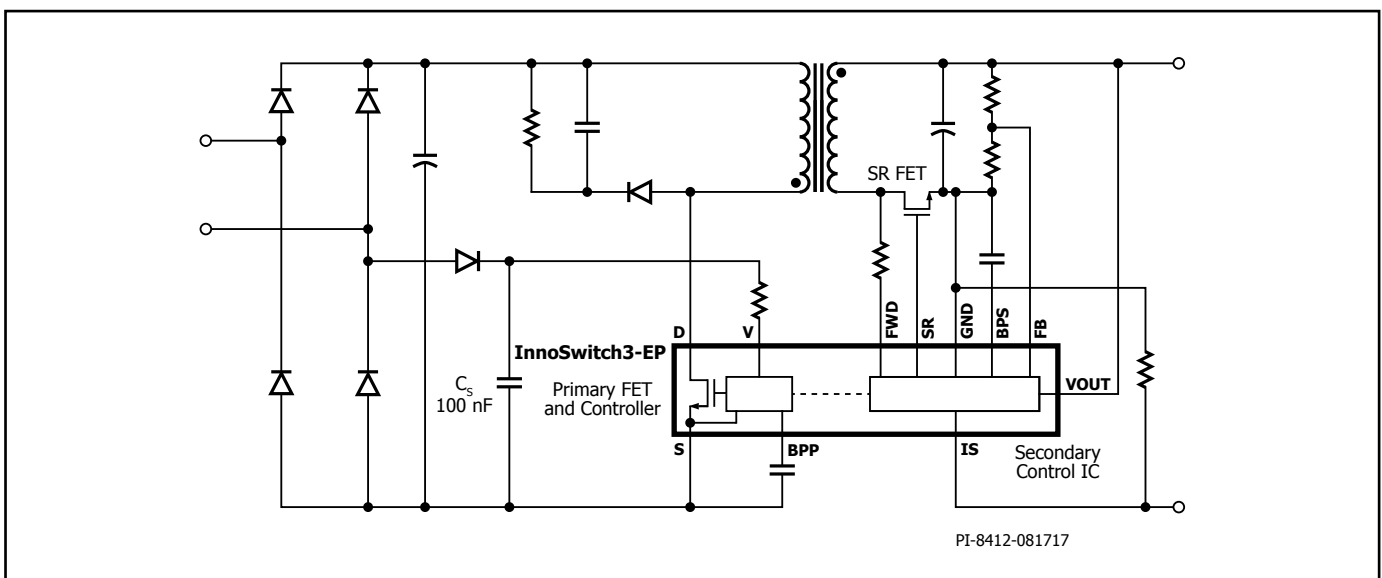 SR FET
D
V
FWD
SR
GND
BPS
FB
InnoSwitch3-EP
VOUT
Cs
100 nF
Primary FET
and Controller
S
BPP
IS
Secondary
Control IC
PI-8412-081717